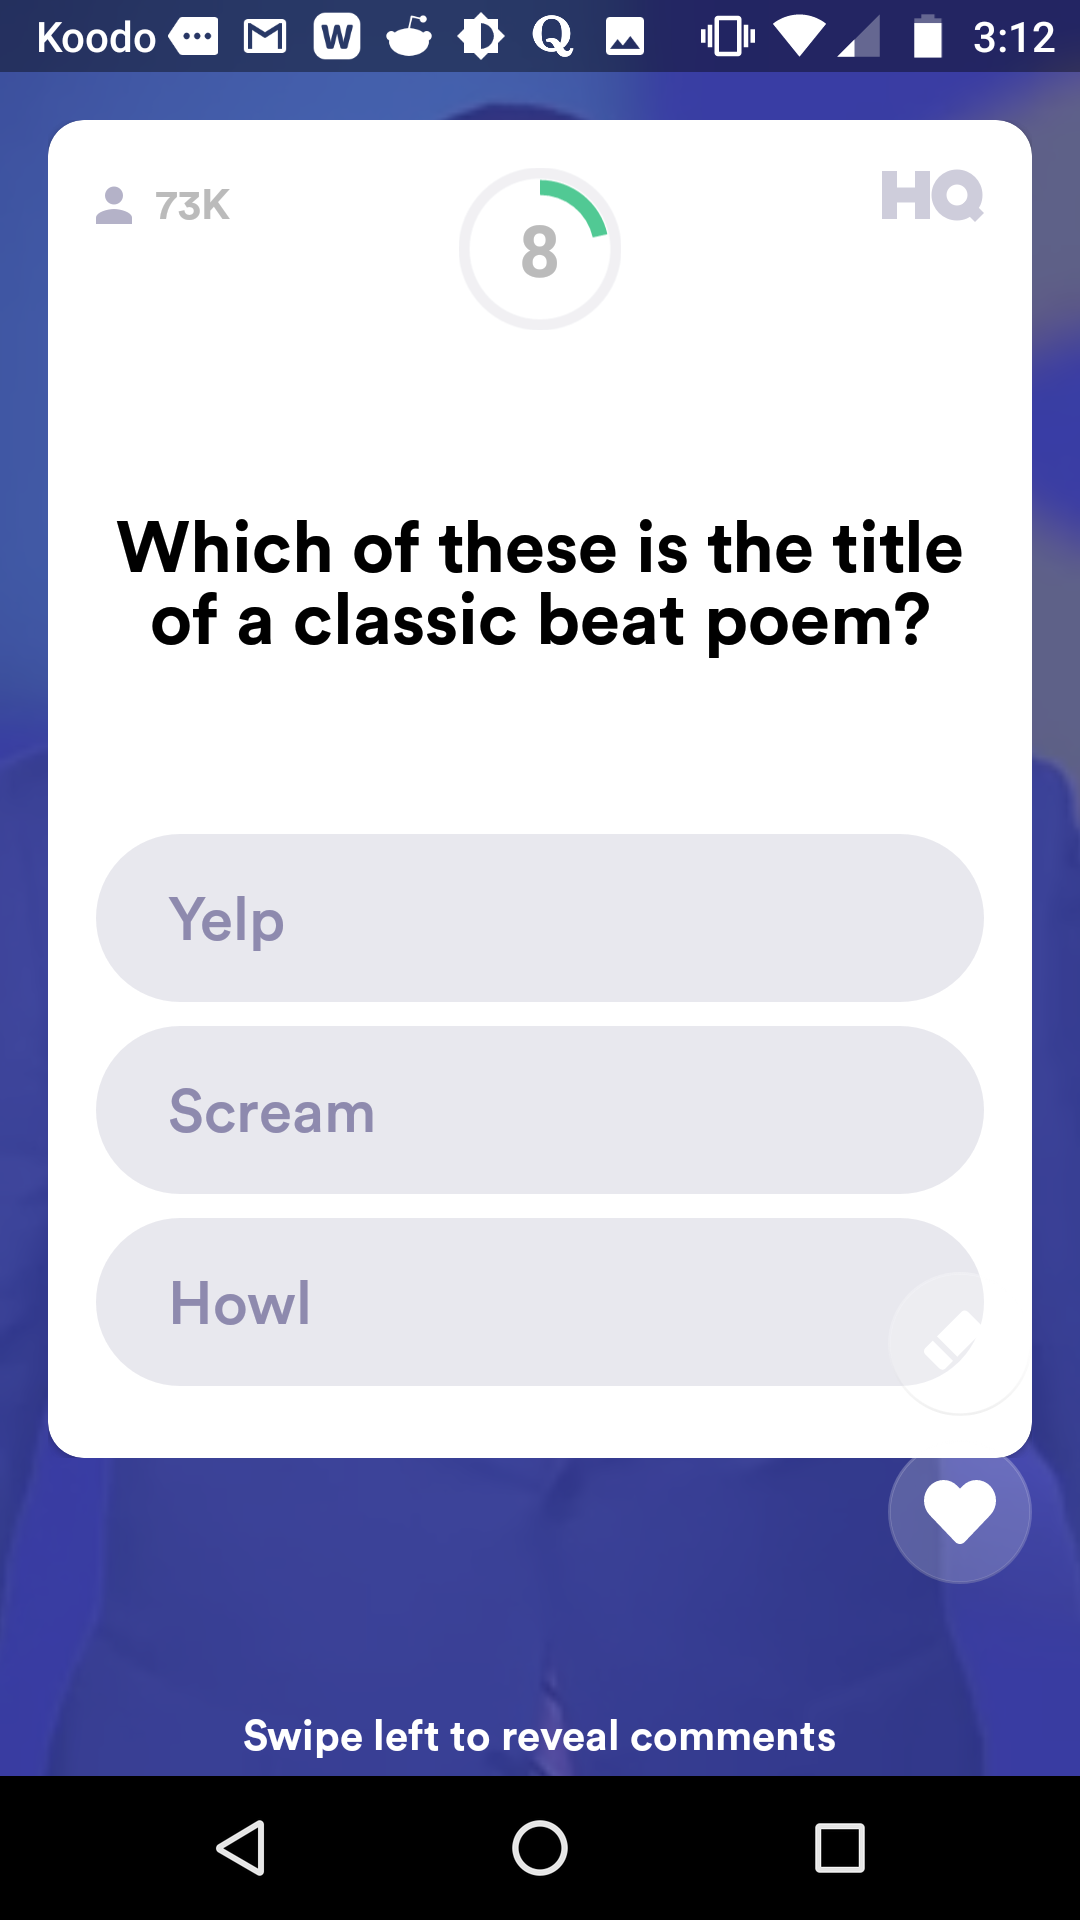 Koodo W Q 3:12
73K 8 HQ
Which of these is the title
of a classic beat poem?
Yelp
Scream
Howl
Swipe left to reveal comments